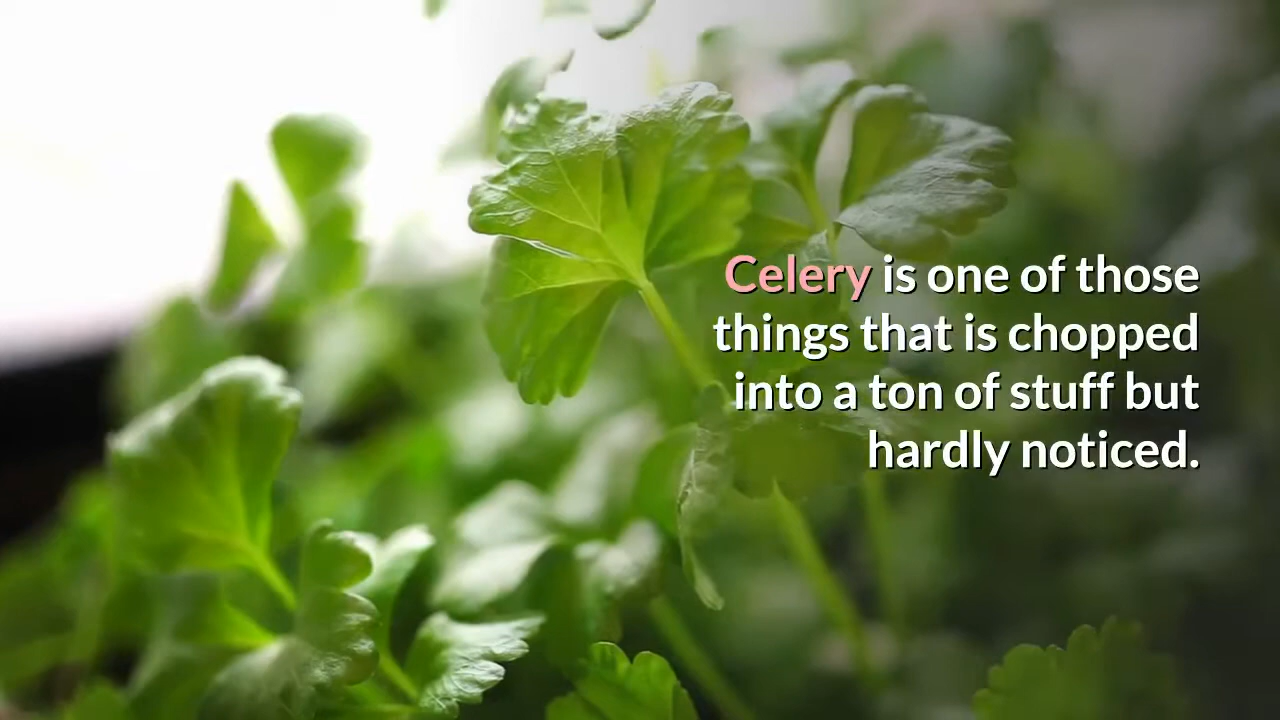 Celery is one of those
things that is chopped
into a ton of stuff but
hardly noticed.